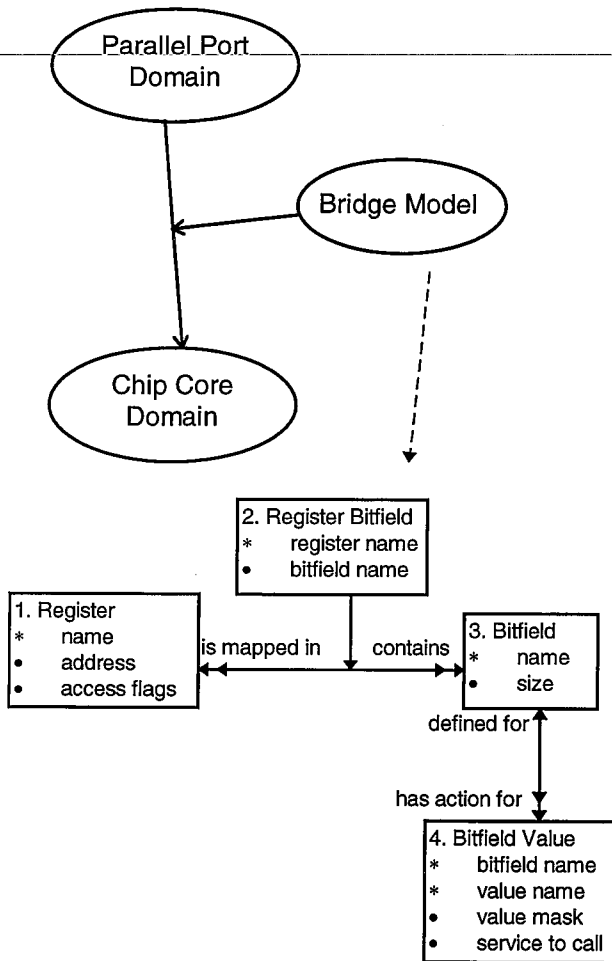 Parallel Port
Domain
Bridge Model
Chip Core
Domain
2. Register Bitfield
* register name
• bitfield name
1. Register
* name
• address
• access flags
is mapped in
contains
3. Bitfield
* name
• size
defined for
has action for
4. Bitfield Value
* bitfield name
* value name
• value mask
• service to call